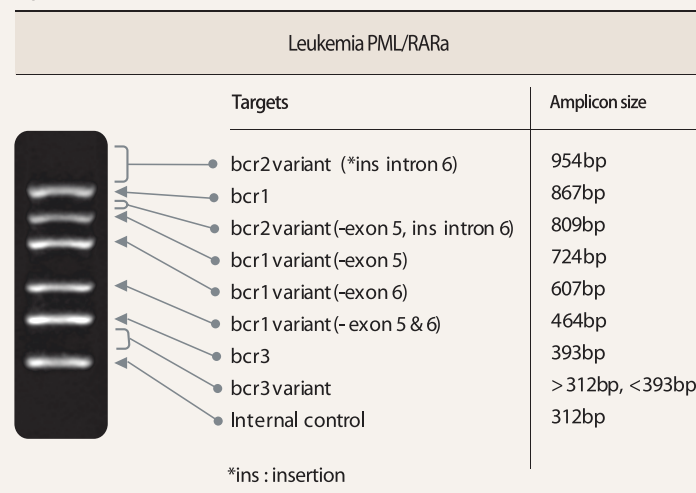 Leukemia PML/RARa
Targets Amplicon size
bcr2 variant (*ins intron 6) 954bp
bcr1 867bp
bcr2 variant (-exon 5, ins intron 6) 809bp
bcr1 variant (-exon 5) 724bp
bcr1 variant (-exon 6) 607bp
bcr1 variant (- exon 5 & 6) 464bp
bcr3 393bp
bcr3 variant >312bp, <393bp
Internal control 312bp
*ins : insertion